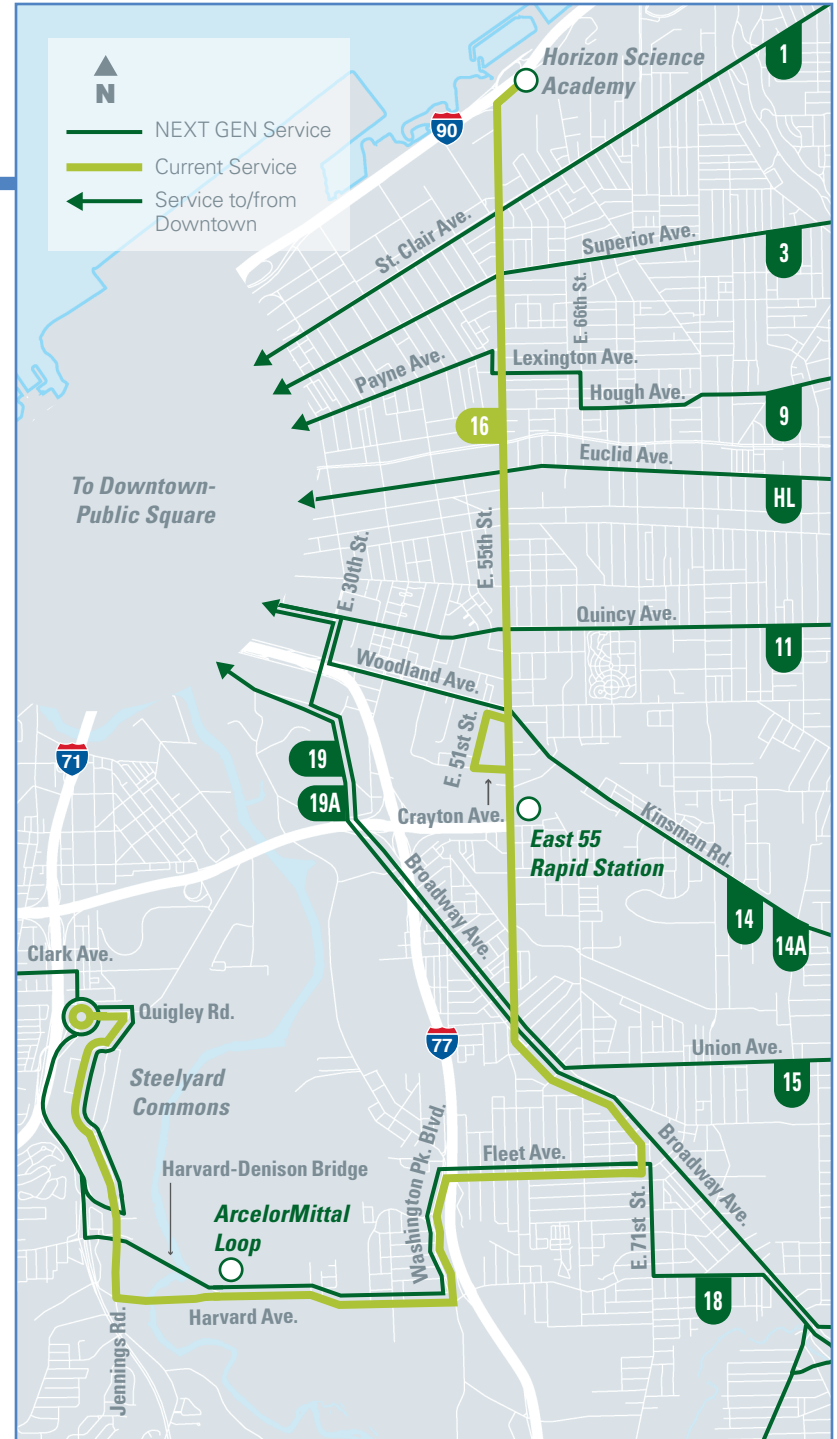 N
NEXT GEN Service
Current Service
Service to/from
Downtown
Horizon Science
Academy
1
90
St. Clair Ave.
Superior Ave.
3
E. 66th St.
Payne Ave.
Lexington Ave.
Hough Ave.
9
16
Euclid Ave.
HL
To Downtown-
Public Square
E. 55th St.
E. 30th St.
Quincy Ave.
11
Woodland Ave.
E. 51st St.
71
19
19A
Crayton Ave.
East 55
Rapid Station
Kinsman Rd.
14
14A
Broadway Ave.
Clark Ave.
Quigley Rd.
77
Union Ave.
15
Steelyard
Commons
Washington Pk. Blvd.
Fleet Ave.
Broadway Ave.
Harvard-Denison Bridge
ArcelorMittal
Loop
E. 71st St.
18
Harvard Ave.
Jennings Rd.